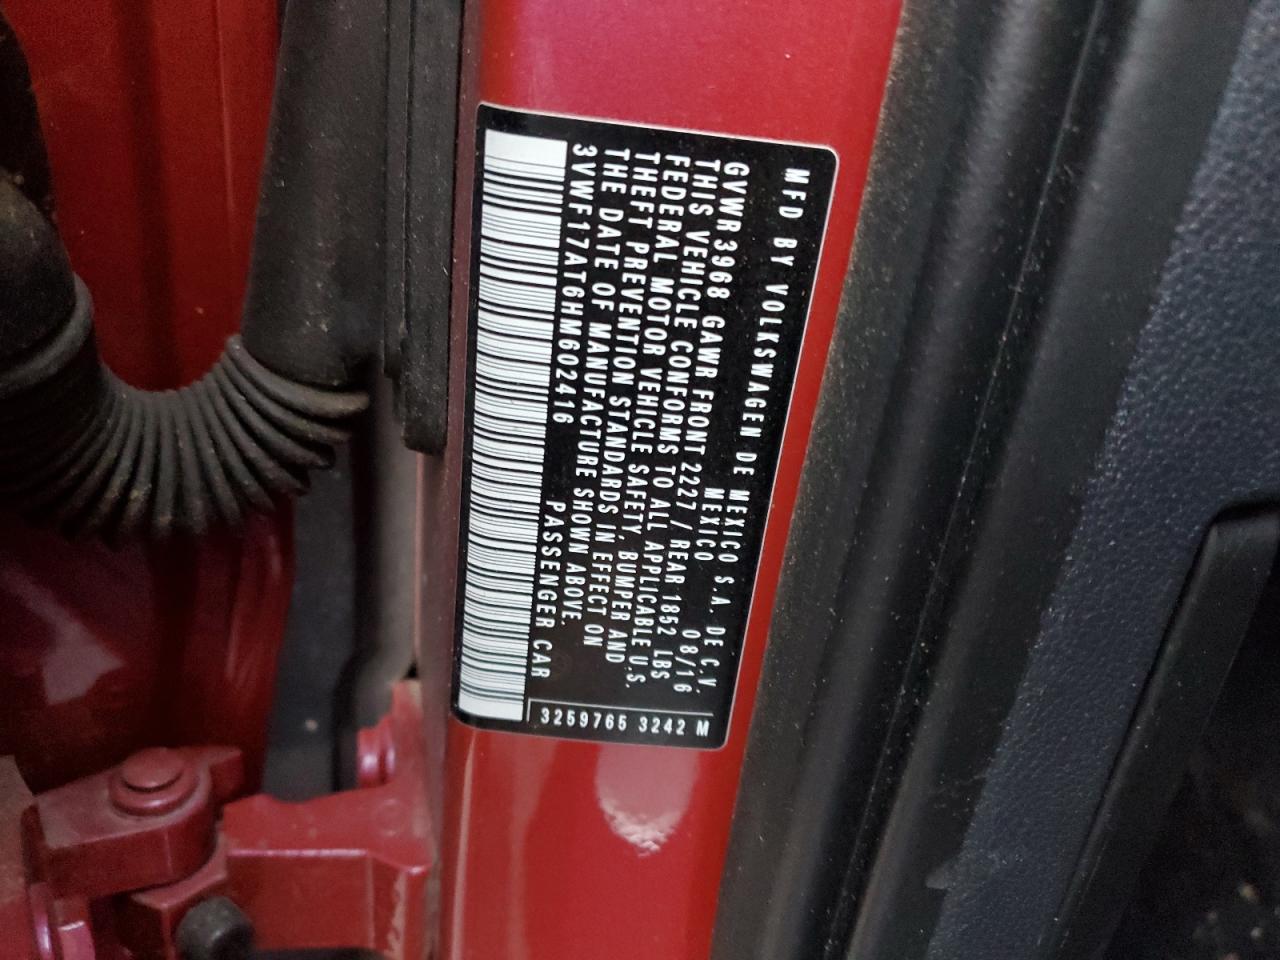 MFD BY VOLKSWAGEN DE MEXICO S.A. DE C.V.
MEXICO 08/16
GVWR 3968 GAWR FRONT 2227 / REAR 1852 LBS
THIS VEHICLE CONFORMS TO ALL APPLICABLE U.S.
FEDERAL MOTOR VEHICLE SAFETY, BUMPER AND
THEFT PREVENTION STANDARDS IN EFFECT ON
THE DATE OF MANUFACTURE SHOWN ABOVE.
3VWF17AT6HM602416 PASSENGER CAR
3259765 3242 M